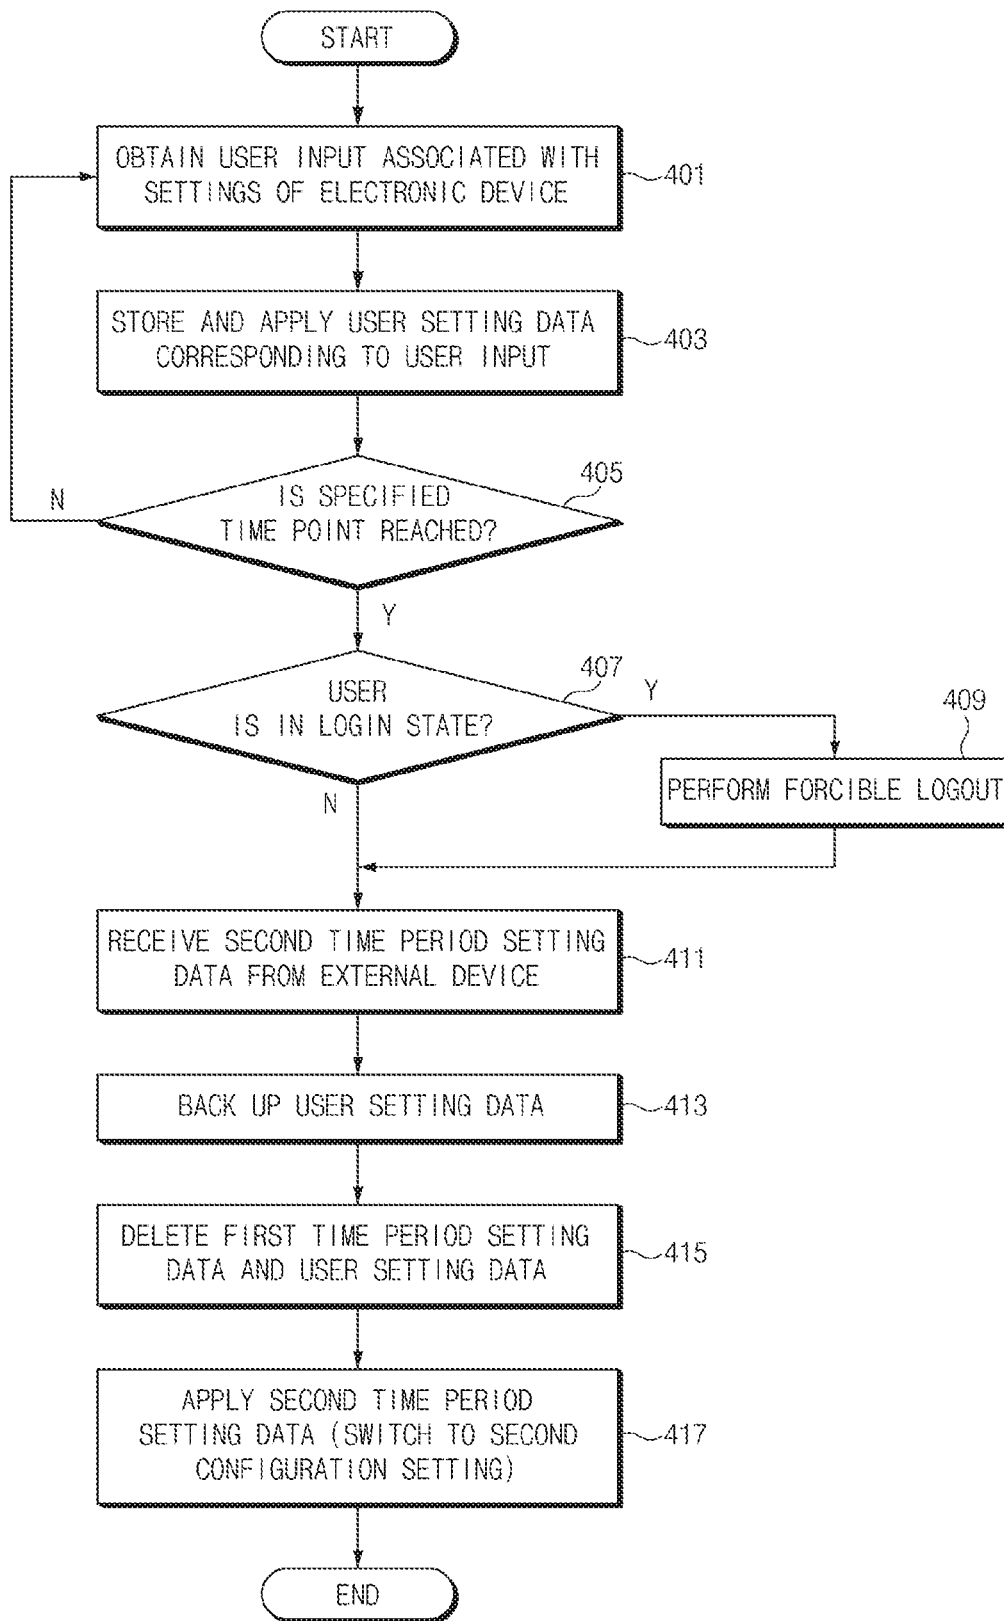 START
OBTAIN USER INPUT ASSOCIATED WITH
SETTINGS OF ELECTRONIC DEVICE
401
STORE AND APPLY USER SETTING DATA
CORRESPONDING TO USER INPUT
403
405
IS SPECIFIED
TIME POINT REACHED?
N
Y
407
USER
IS IN LOGIN STATE?
Y
409
PERFORM FORCIBLE LOGOUT
N
RECEIVE SECOND TIME PERIOD SETTING
DATA FROM EXTERNAL DEVICE
411
BACK UP USER SETTING DATA
413
DELETE FIRST TIME PERIOD SETTING
DATA AND USER SETTING DATA
415
APPLY SECOND TIME PERIOD
SETTING DATA (SWITCH TO SECOND
CONFIGURATION SETTING)
417
END